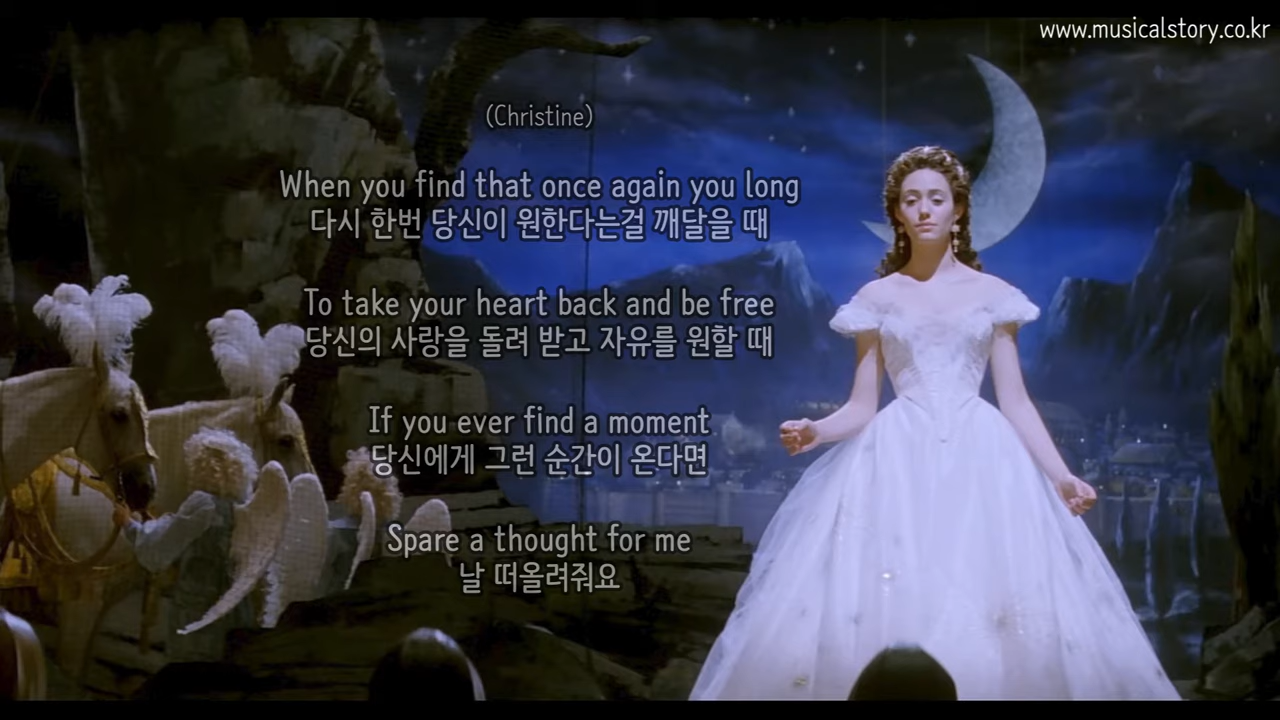 www.musicalstory.co.kr
(Christine)
When you find that once again you long
다시 한번 당신이 원한다는걸 깨달을 때
To take your heart back and be free
당신의 사랑을 돌려 받고 자유를 원할 때
If you ever find a moment
당신에게 그런 순간이 온다면
Spare a thought for me
날 떠올려줘요